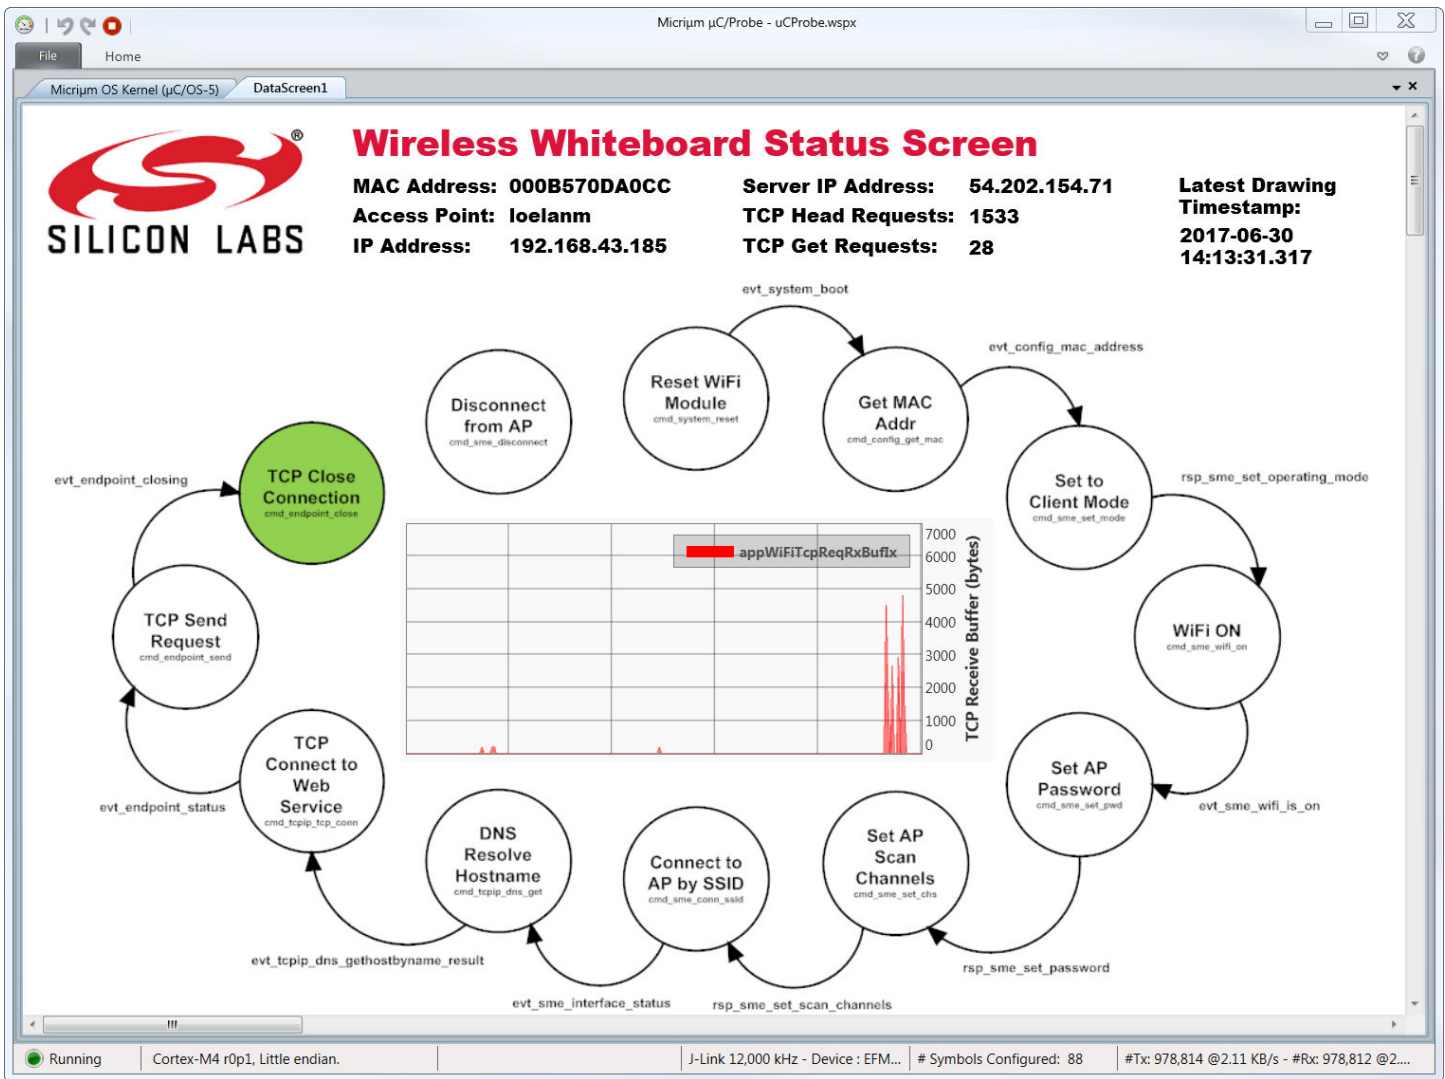 Micriµm µC/Probe - uCProbe.wspx
File
Home
Micriµm OS Kernel (µC/OS-5)
DataScreen1
SILICON LABS
®
Wireless Whiteboard Status Screen
MAC Address: 000B570DA0CC
Access Point: loelanm
IP Address: 192.168.43.185
Server IP Address: 54.202.154.71
TCP Head Requests: 1533
TCP Get Requests: 28
Latest Drawing
Timestamp:
2017-06-30
14:13:31.317
evt_system_boot
evt_config_mac_address
Reset WiFi
Module
cmd_system_reset
Disconnect
from AP
cmd_sme_disconnect
Get MAC
Addr
cmd_config_get_mac
TCP Close
Connection
cmd_endpoint_close
evt_endpoint_closing
Set to
Client Mode
cmd_sme_set_mode
rsp_sme_set_operating_mode
appWiFiTcpReqRxBufIx
7000
6000
5000
4000
3000
2000
1000
0
TCP Receive Buffer (bytes)
TCP Send
Request
cmd_endpoint_send
WiFi ON
cmd_sme_wifi_on
TCP
Connect to
Web
Service
cmd_tcpip_tcp_conn
evt_endpoint_status
Set AP
Password
cmd_sme_set_pwd
evt_sme_wifi_is_on
DNS
Resolve
Hostname
cmd_tcpip_dns_get
Connect to
AP by SSID
cmd_sme_conn_ssid
Set AP
Scan
Channels
cmd_sme_set_chs
evt_tcpip_dns_gethostbyname_result
rsp_sme_set_password
evt_sme_interface_status
rsp_sme_set_scan_channels
Running
Cortex-M4 r0p1, Little endian.
J-Link 12,000 kHz - Device : EFM...
# Symbols Configured: 88
#Tx: 978,814 @2.11 KB/s - #Rx: 978,812 @2....